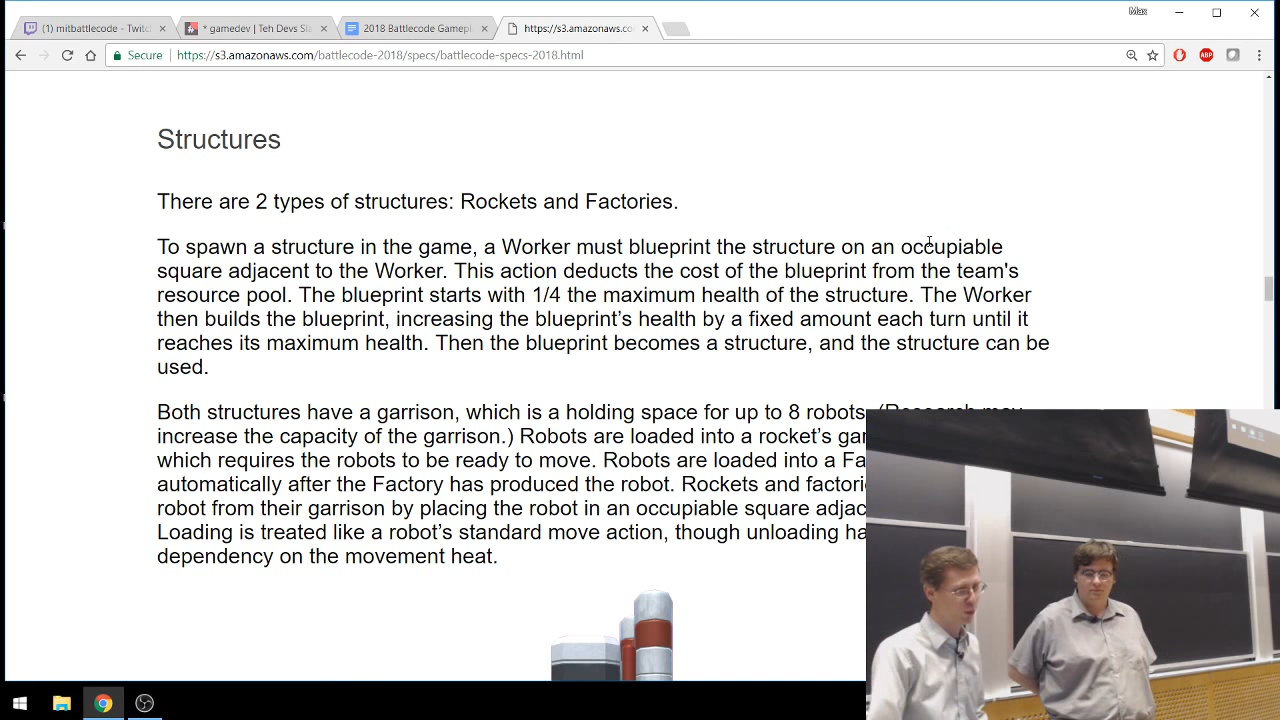 Max
(1) mitbattlecode - Twitch
* gamedev | Teh Devs Sl
2018 Battlecode Gamepl
https://s3.amazonaws.co
Secure https://s3.amazonaws.com/battlecode-2018/specs/battlecode-specs-2018.html
ABP
Structures
There are 2 types of structures: Rockets and Factories.
To spawn a structure in the game, a Worker must blueprint the structure on an occupiable
square adjacent to the Worker. This action deducts the cost of the blueprint from the team's
resource pool. The blueprint starts with 1/4 the maximum health of the structure. The Worker
then builds the blueprint, increasing the blueprint’s health by a fixed amount each turn until it
reaches its maximum health. Then the blueprint becomes a structure, and the structure can be
used.
Both structures have a garrison, which is a holding space for up to 8 robots. (Research may
increase the capacity of the garrison.) Robots are loaded into a rocket’s gar
which requires the robots to be ready to move. Robots are loaded into a Fa
automatically after the Factory has produced the robot. Rockets and factorie
robot from their garrison by placing the robot in an occupiable square adjac
Loading is treated like a robot’s standard move action, though unloading ha
dependency on the movement heat.